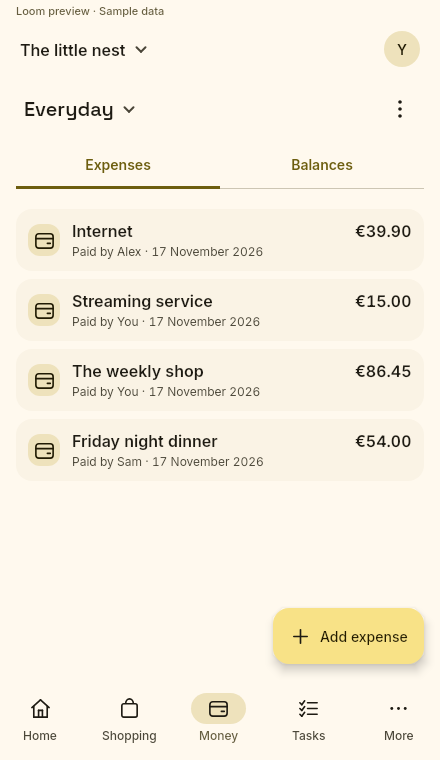 Loom preview · Sample data
The little nest
Y
Everyday
Expenses
Balances
Internet
€39.90
Paid by Alex · 17 November 2026
Streaming service
€15.00
Paid by You · 17 November 2026
The weekly shop
€86.45
Paid by You · 17 November 2026
Friday night dinner
€54.00
Paid by Sam · 17 November 2026
Add expense
Home
Shopping
Money
Tasks
More